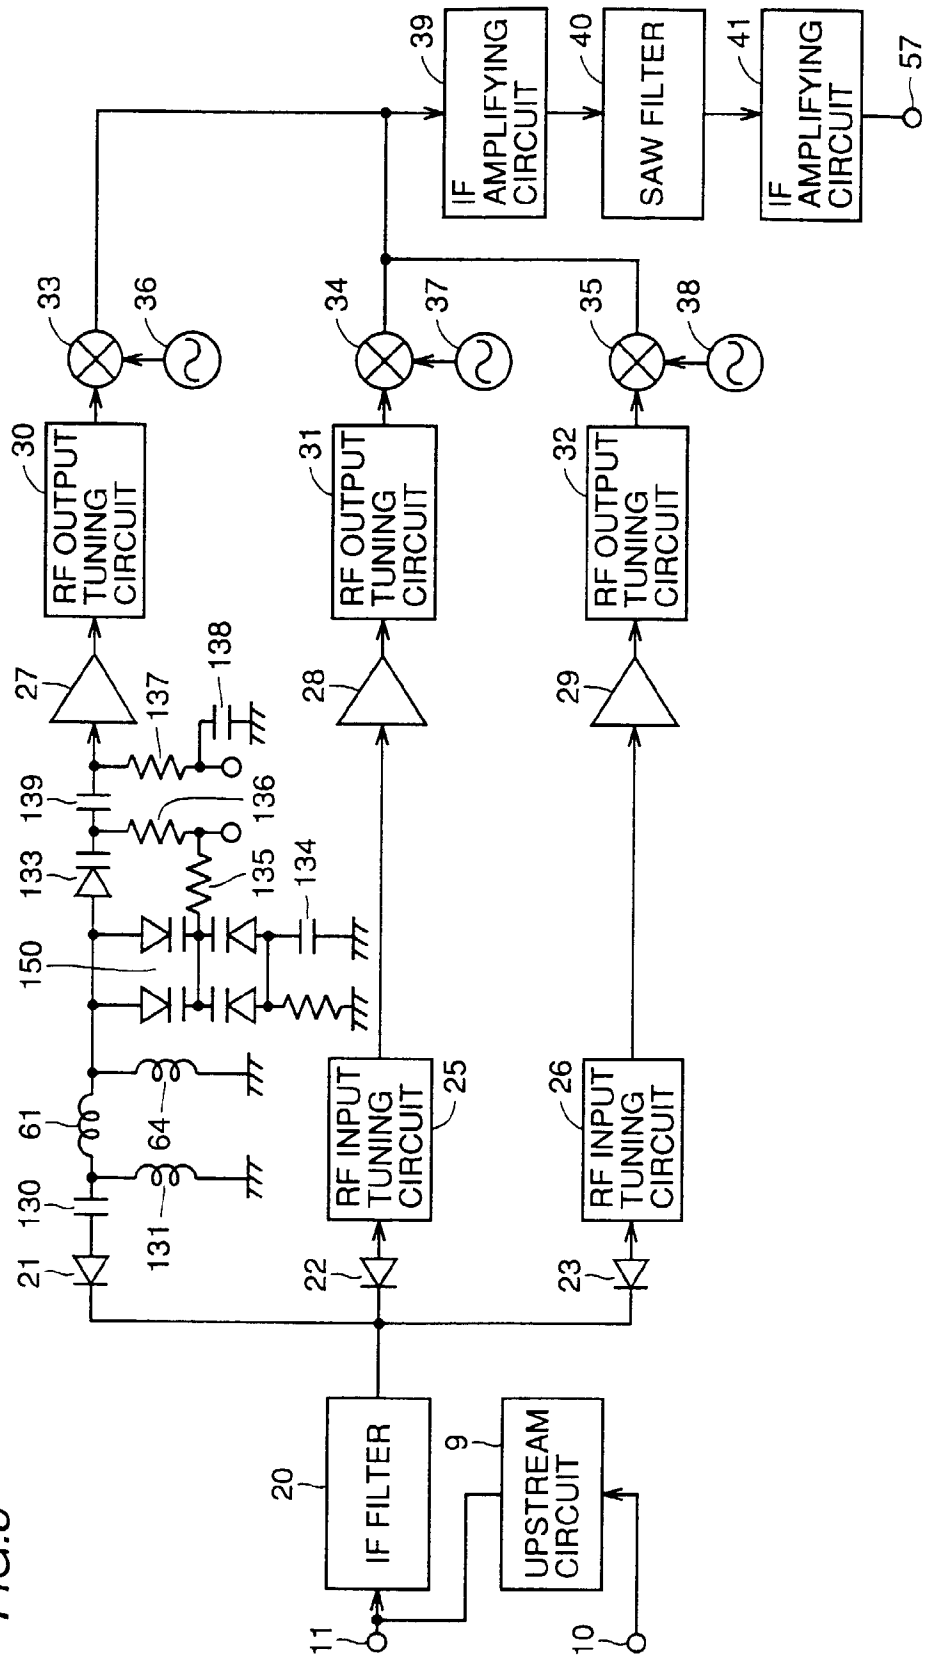 FIG.8
39
IF
AMPLIFYING
CIRCUIT
40
SAW FILTER
41
IF
AMPLIFYING
CIRCUIT
57
33
36
34
37
35
38
30
RF OUTPUT
TUNING
CIRCUIT
31
RF OUTPUT
TUNING
CIRCUIT
32
RF OUTPUT
TUNING
CIRCUIT
27
137
138
28
29
139
136
133
135
134
150
61
64
25
RF INPUT
TUNING
CIRCUIT
26
RF INPUT
TUNING
CIRCUIT
130
131
21
22
23
20
IF FILTER
9
UPSTREAM
CIRCUIT
11
10